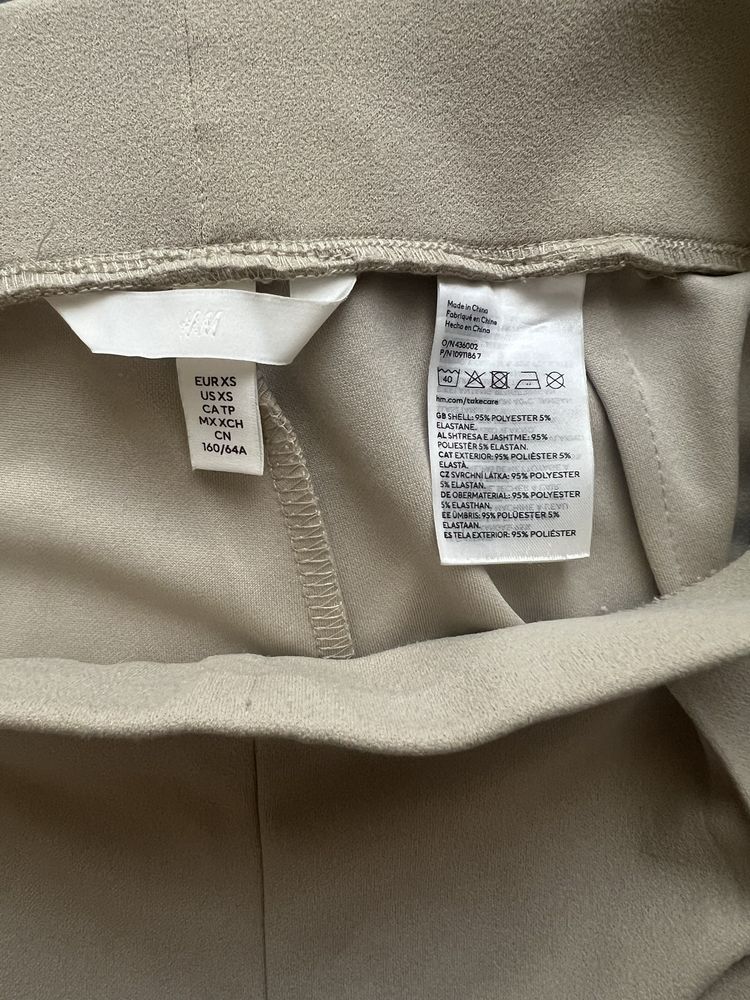 H&M
EUR XS
US XS
CA TP
MX XCH
CN
160/64A
Made in China
Fabriqué en Chine
Hecho en China
O/N 436002
P/N 1091186 7
40
hm.com/takecare
GB SHELL: 95% POLYESTER 5%
ELASTANE.
AL SHTRESA E JASHTME: 95%
POLIESTËR 5% ELASTAN.
CAT EXTERIOR: 95% POLIÈSTER 5%
ELASTÀ.
CZ SVRCHNÍ LÁTKA: 95% POLYESTER
5% ELASTAN.
DE OBERMATERIAL: 95% POLYESTER
5% ELASTHAN.
EE ÜMBRIS: 95% POLÜESTER 5%
ELASTAAN.
ES TELA EXTERIOR: 95% POLIÉSTER